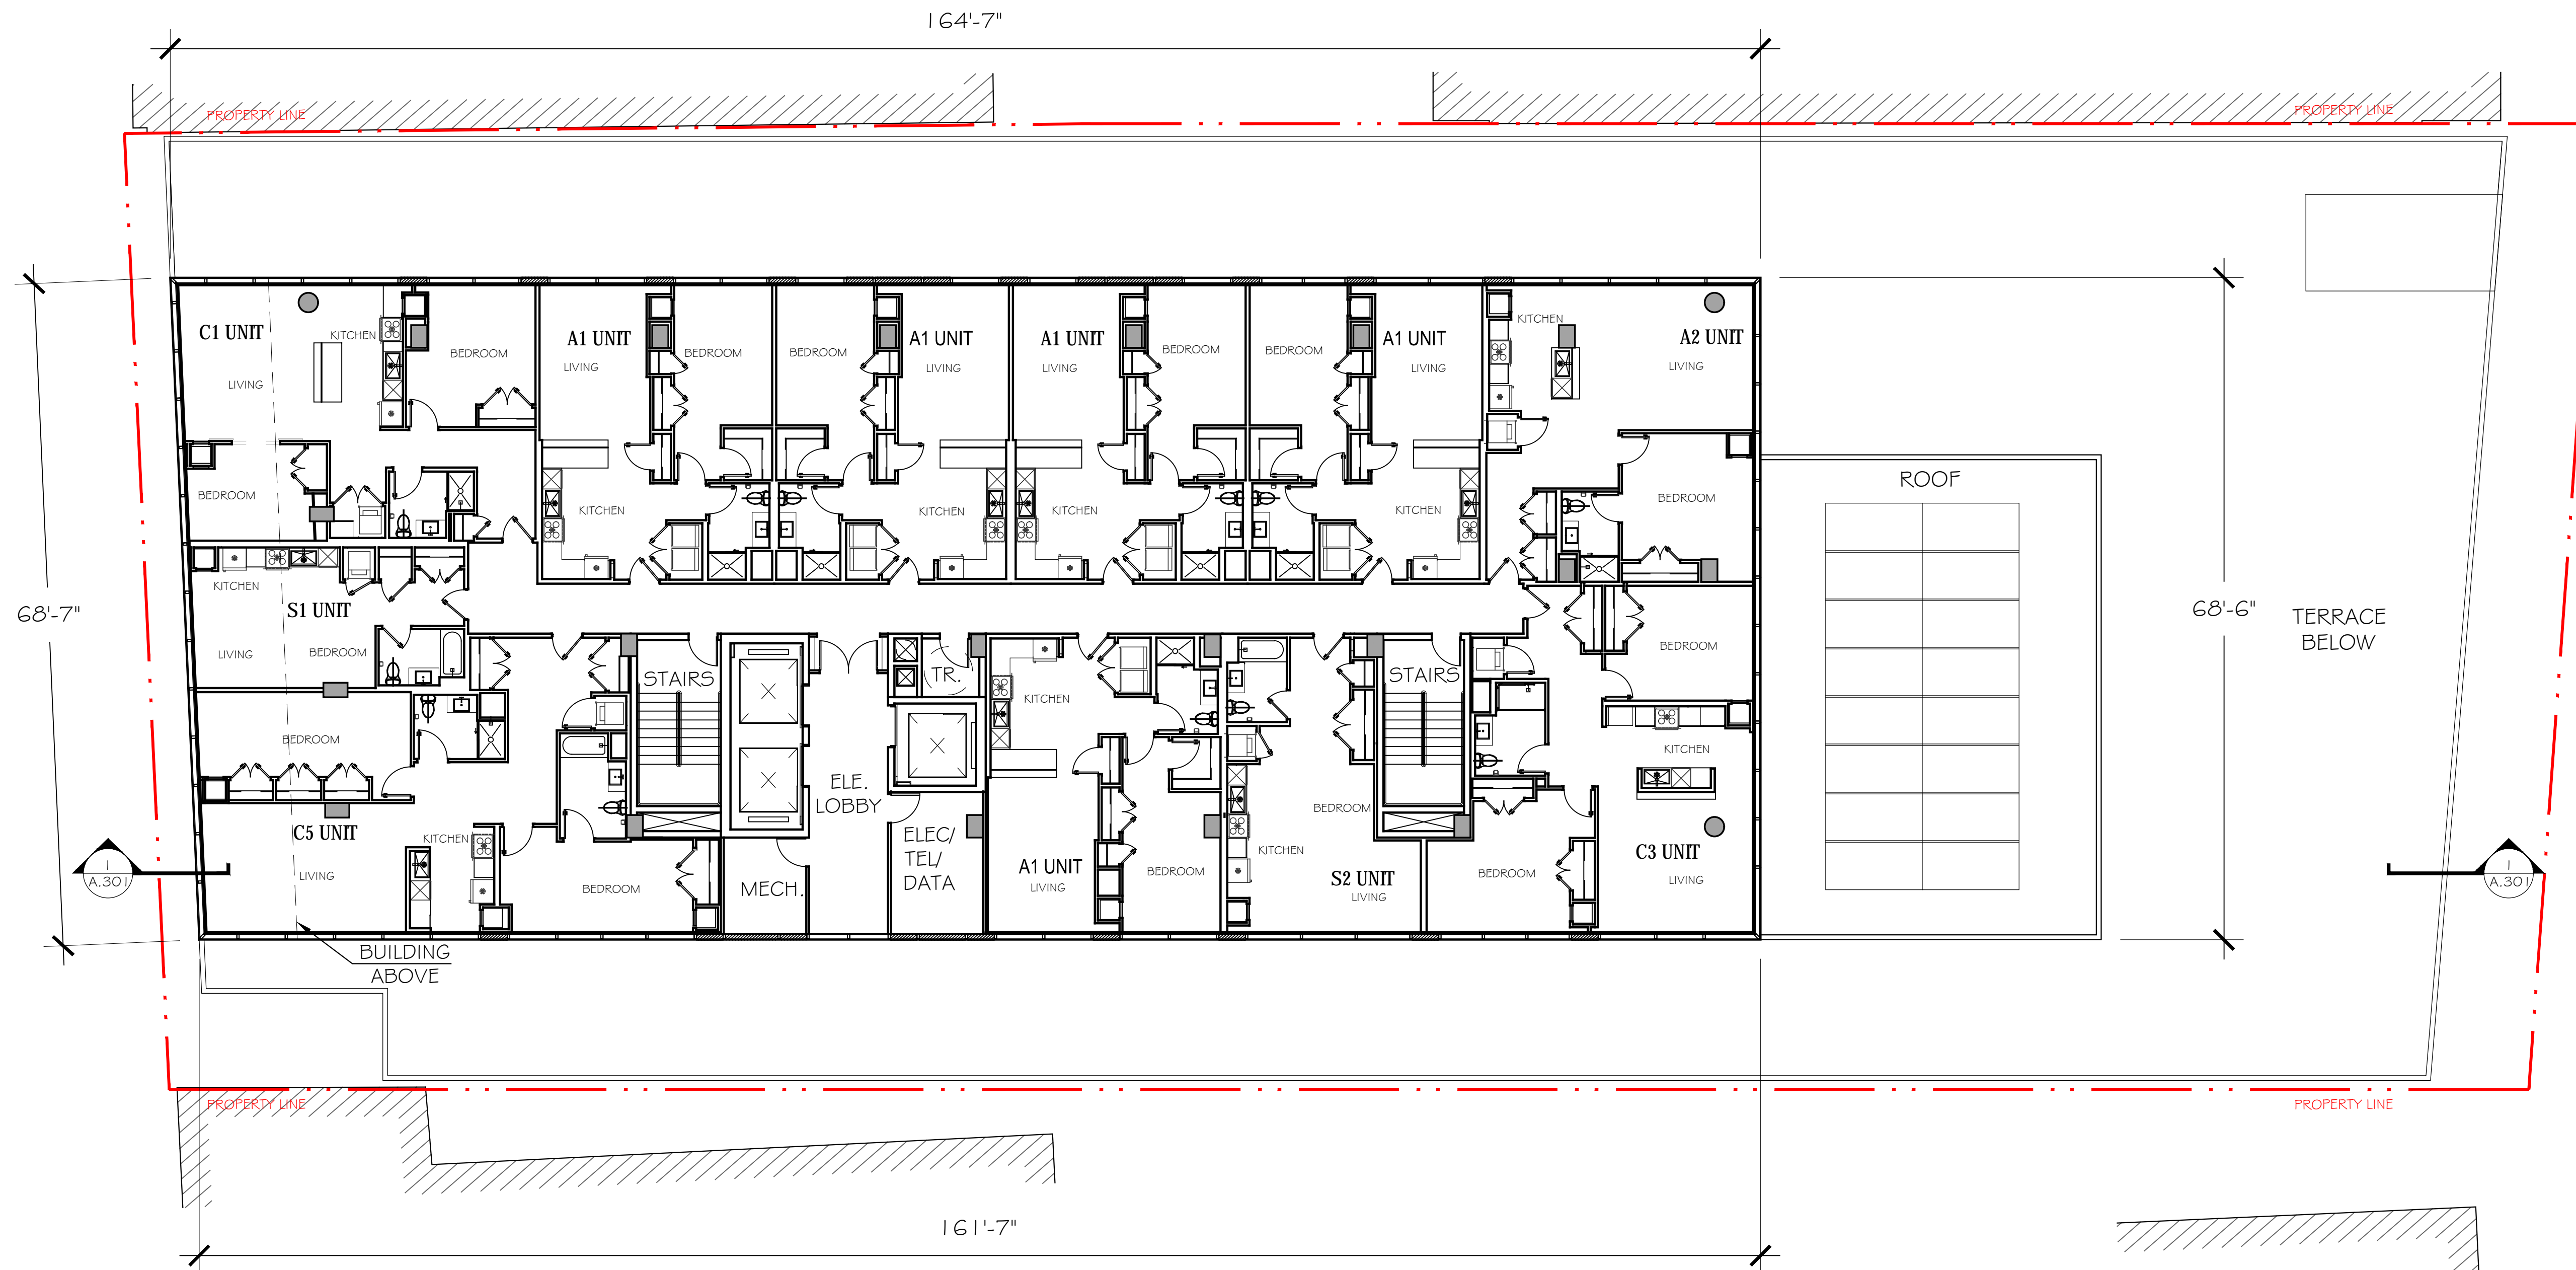 164'-7"
PROPERTY LINE
PROPERTY LINE
C1 UNIT
KITCHEN
LIVING
BEDROOM
BEDROOM
A1 UNIT
LIVING
BEDROOM
KITCHEN
BEDROOM
A1 UNIT
LIVING
KITCHEN
A1 UNIT
LIVING
BEDROOM
KITCHEN
BEDROOM
A1 UNIT
LIVING
KITCHEN
KITCHEN
A2 UNIT
LIVING
BEDROOM
ROOF
68'-7"
KITCHEN
S1 UNIT
LIVING
BEDROOM
STAIRS
TR.
KITCHEN
STAIRS
BEDROOM
68'-6"
TERRACE
BELOW
BEDROOM
C5 UNIT
KITCHEN
LIVING
BEDROOM
ELE.
LOBBY
MECH.
ELEC/
TEL/
DATA
A1 UNIT
LIVING
BEDROOM
BEDROOM
KITCHEN
S2 UNIT
LIVING
BEDROOM
KITCHEN
C3 UNIT
LIVING
1
A.301
1
A.301
BUILDING
ABOVE
PROPERTY LINE
PROPERTY LINE
161'-7"